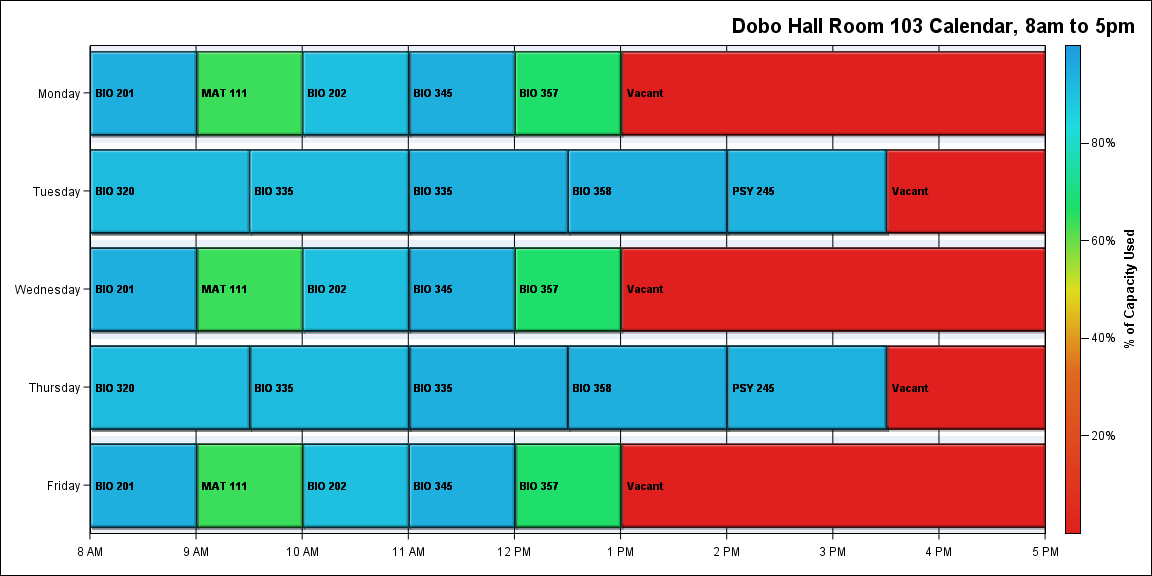 Dobo Hall Room 103 Calendar, 8am to 5pm
Monday
BIO 201
MAT 111
BIO 202
BIO 345
BIO 357
Vacant
Tuesday
BIO 320
BIO 335
BIO 335
BIO 358
PSY 245
Vacant
Wednesday
BIO 201
MAT 111
BIO 202
BIO 345
BIO 357
Vacant
Thursday
BIO 320
BIO 335
BIO 335
BIO 358
PSY 245
Vacant
Friday
BIO 201
MAT 111
BIO 202
BIO 345
BIO 357
Vacant
8 AM
9 AM
10 AM
11 AM
12 PM
1 PM
2 PM
3 PM
4 PM
5 PM
80%
60%
40%
20%
% of Capacity Used